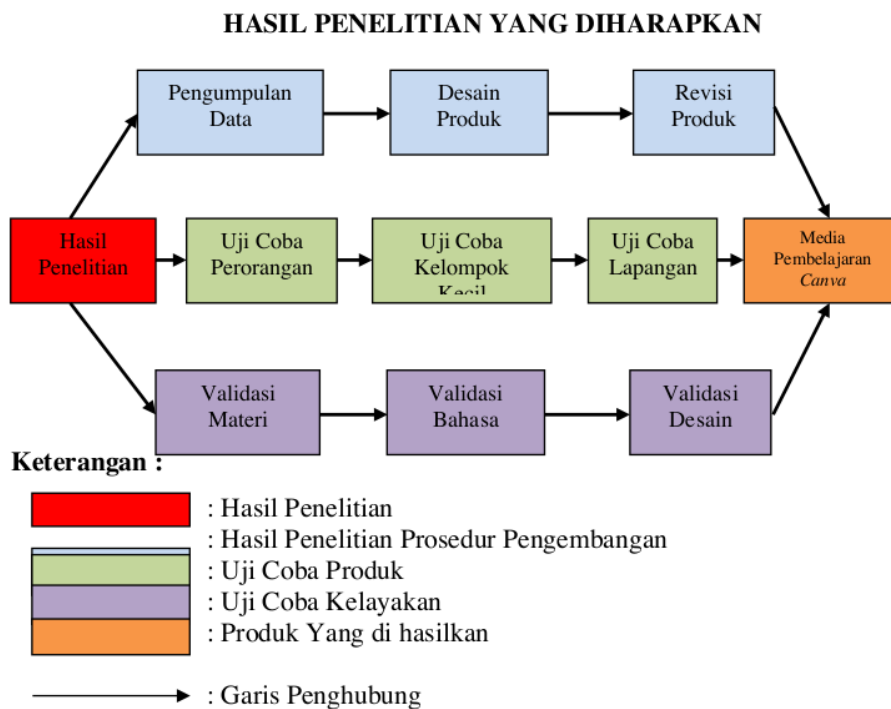 HASIL PENELITIAN YANG DIHARAPKAN
Pengumpulan
Data
Desain
Produk
Revisi
Produk
Hasil
Penelitian
Uji Coba
Perorangan
Uji Coba
Kelompok
Kecil
Uji Coba
Lapangan
Media
Pembelajaran
Canva
Validasi
Materi
Validasi
Bahasa
Validasi
Desain
Keterangan :
: Hasil Penelitian
: Hasil Penelitian Prosedur Pengembangan
: Uji Coba Produk
: Uji Coba Kelayakan
: Produk Yang di hasilkan
: Garis Penghubung